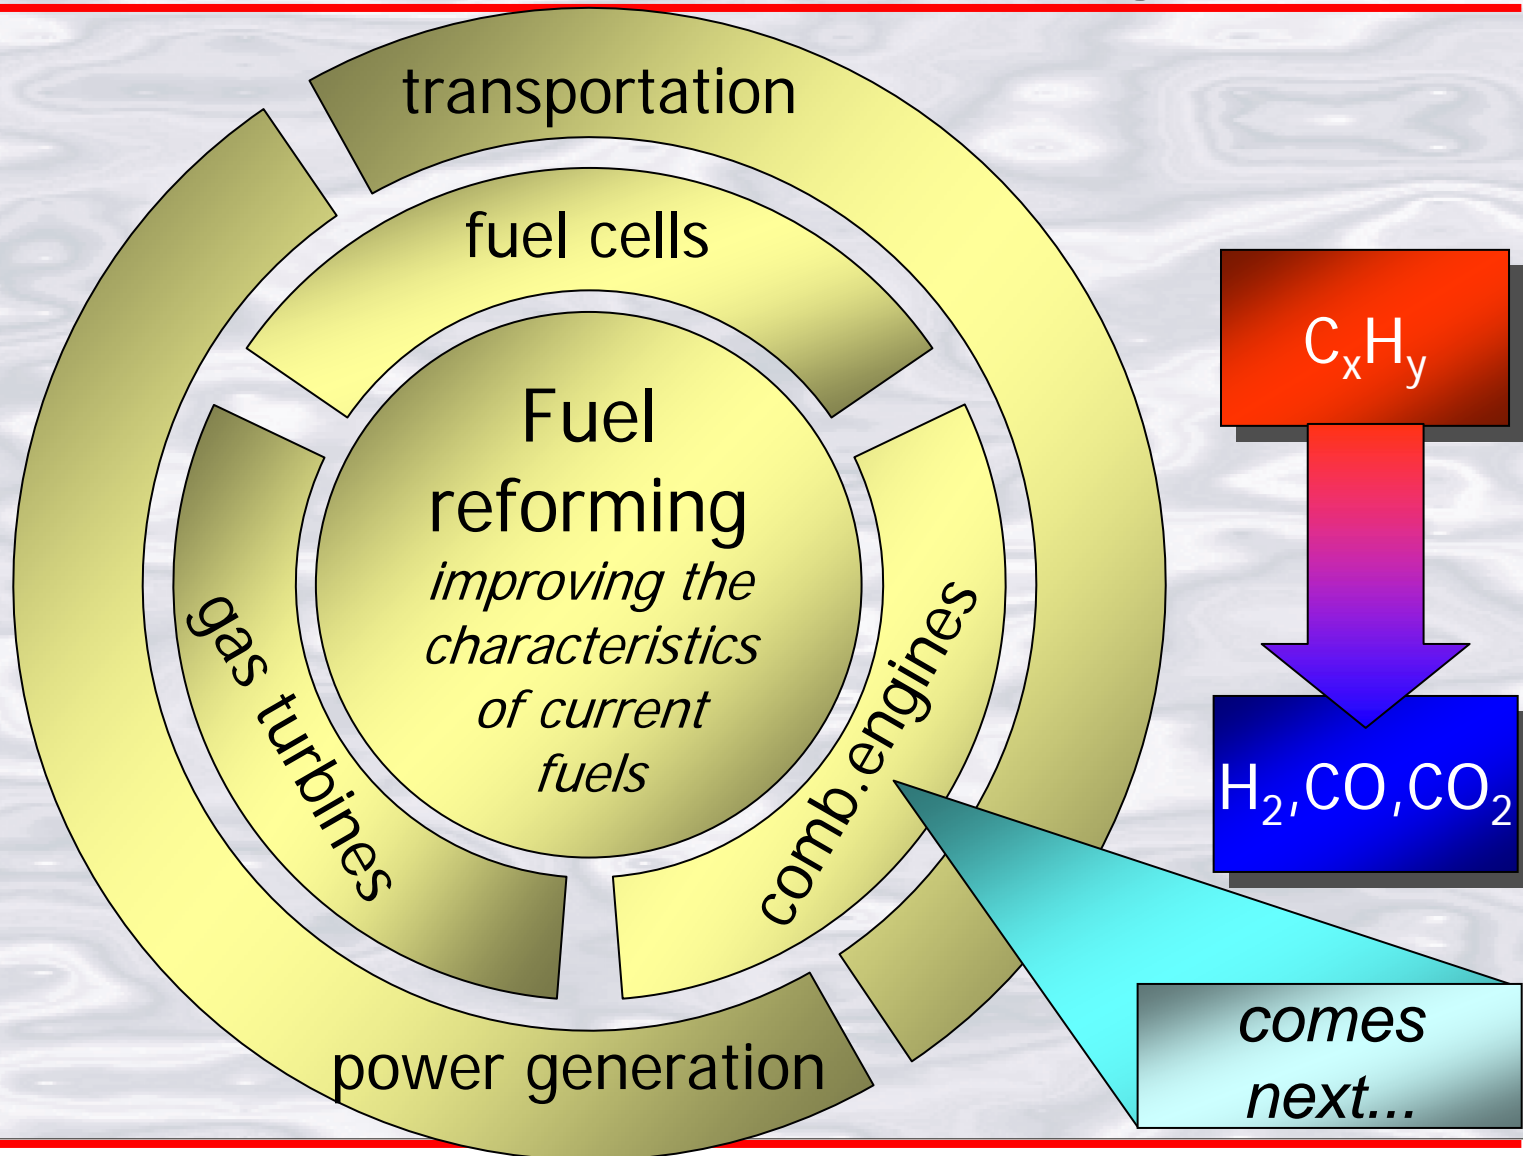 transportation
fuel cells
Fuel
reforming
improving the
characteristics
of current
fuels
gas turbines
comb.engines
power generation
CₓHᵧ
H₂,CO,CO₂
comes
next...